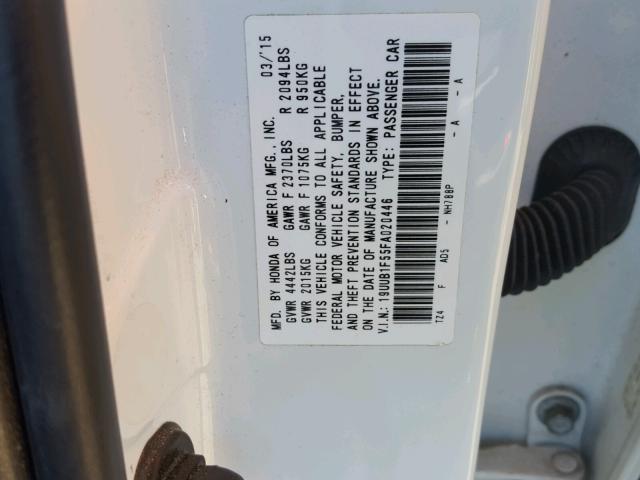 MFD. BY HONDA OF AMERICA MFG., INC. 03/'15
GVWR 4442LBS GAWR F 2370LBS R 2094LBS
GVWR 2015KG GAWR F 1075KG R 950KG
THIS VEHICLE CONFORMS TO ALL APPLICABLE
FEDERAL MOTOR VEHICLE SAFETY, BUMPER,
AND THEFT PREVENTION STANDARDS IN EFFECT
ON THE DATE OF MANUFACTURE SHOWN ABOVE.
V.I.N.: 19UUB1F55FA020446 TYPE: PASSENGER CAR
TZ4 F AD5 - NH788P - A - A